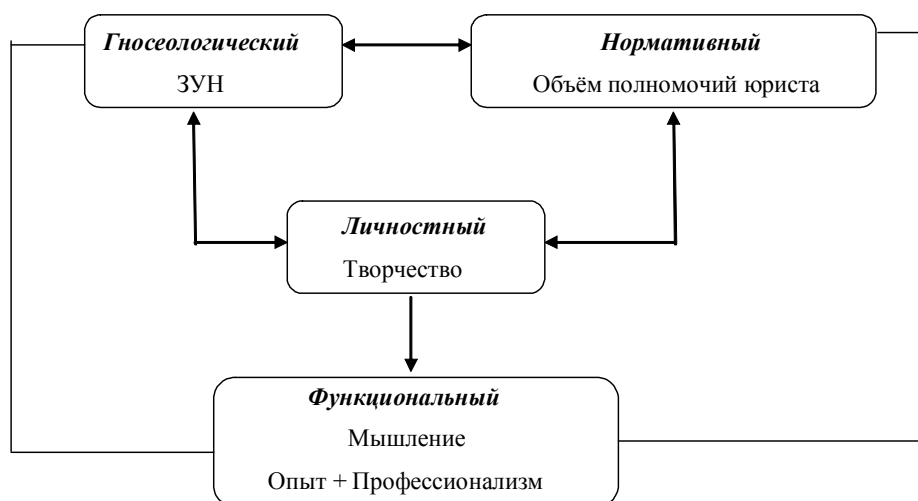 Гносеологический
ЗУН
Нормативный
Объём полномочий юриста
Личностный
Творчество
Функциональный
Мышление
Опыт + Профессионализм